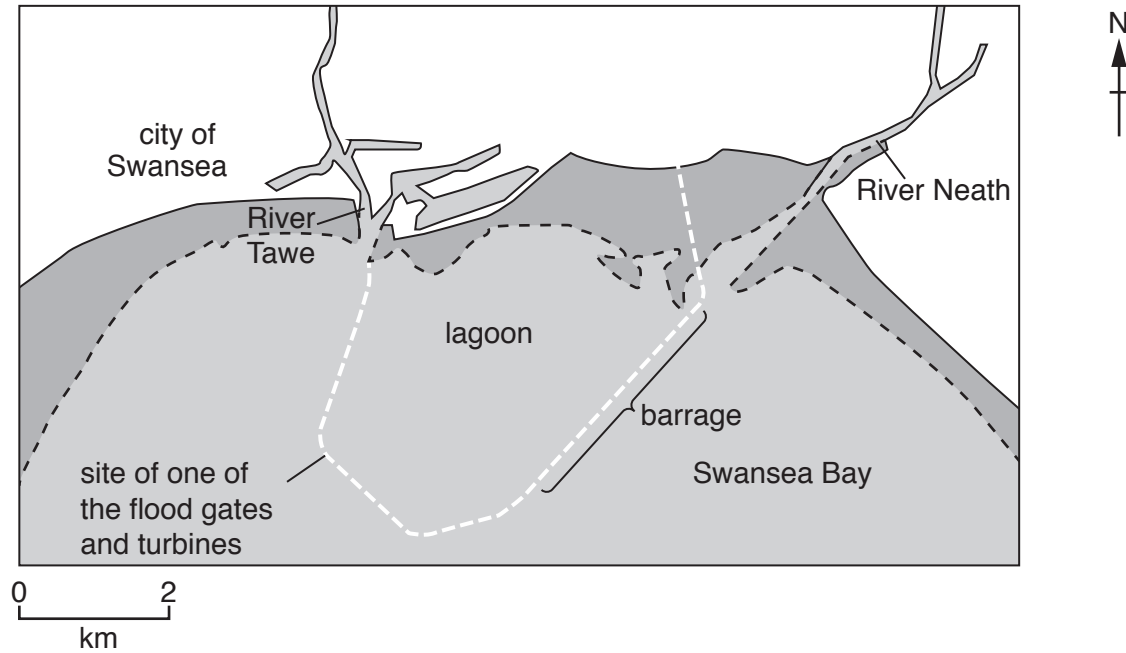 N
city of
Swansea
River
Tawe
River Neath
lagoon
barrage
site of one of
the flood gates
and turbines
Swansea Bay
0 2
km